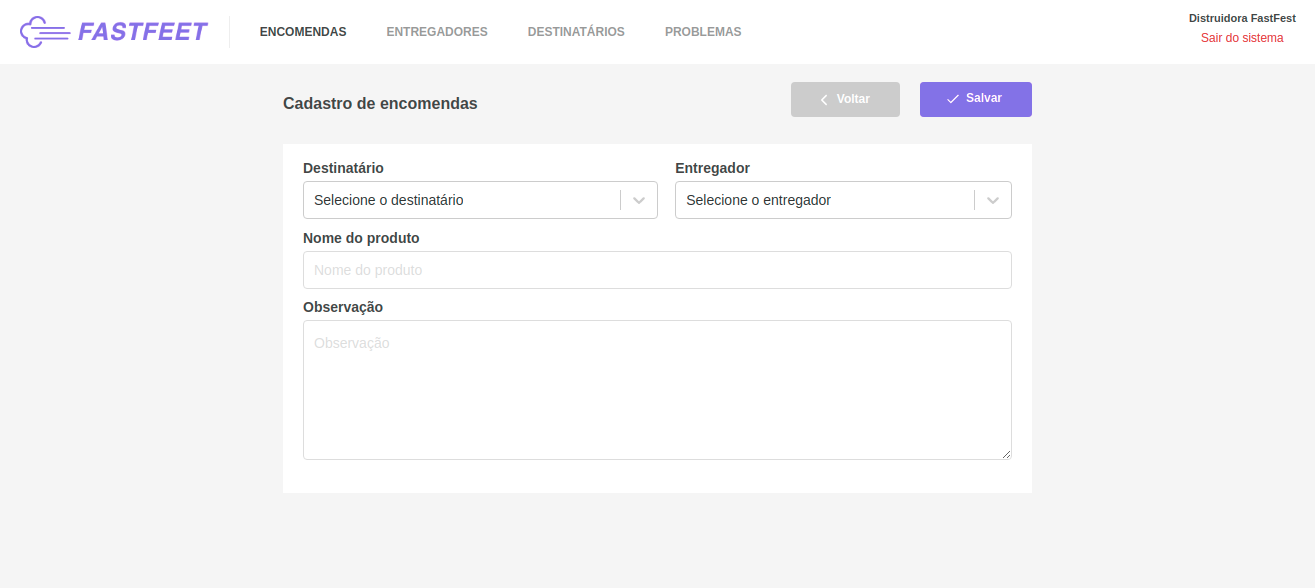 FASTFEET
ENCOMENDAS
ENTREGADORES
DESTINATÁRIOS
PROBLEMAS
Distruidora FastFest
Sair do sistema
Cadastro de encomendas
Voltar
Salvar
Destinatário
Entregador
Selecione o destinatário
Selecione o entregador
Nome do produto
Nome do produto
Observação
Observação